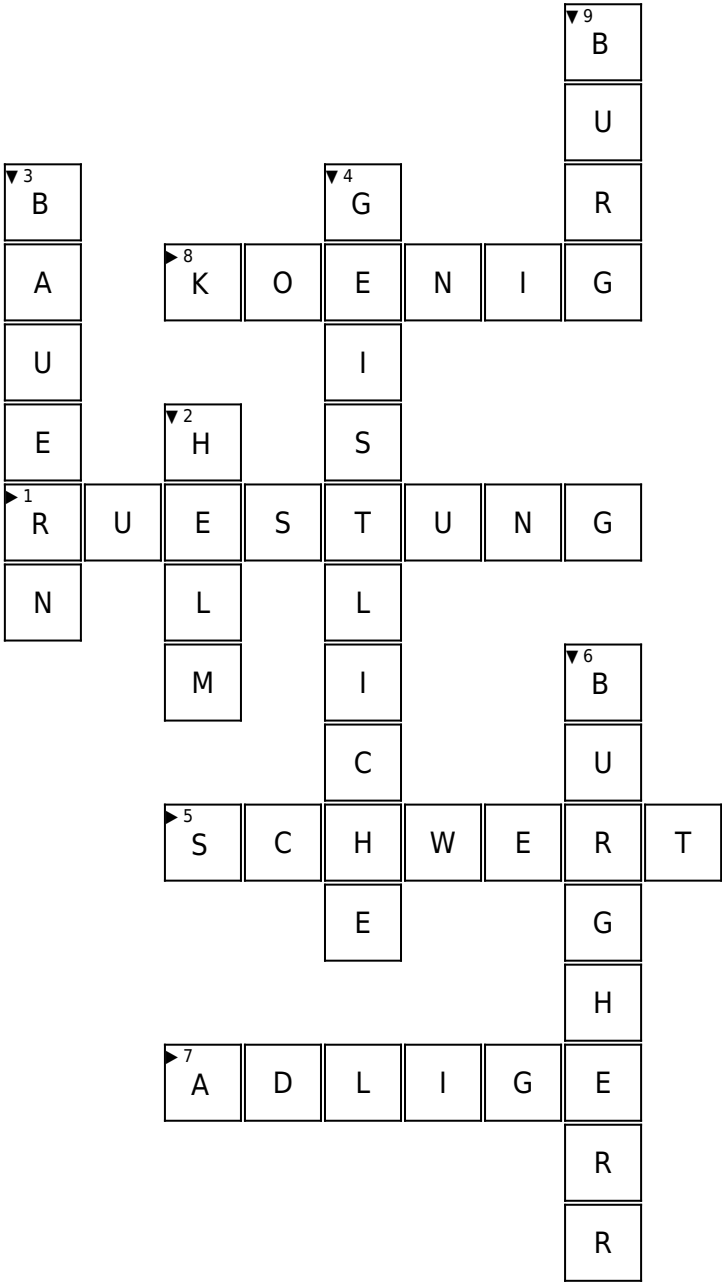 ▼ 9
B
U
▼ 3 ▼ 4
B G R
▶ 8
A K O E N I G
U I
▼ 2
E H S
▶ 1
R U E S T U N G
N L L
▼ 6
M I B
C U
▶ 5
S C H W E R T
E G
H
▶ 7
A D L I G E
R
R